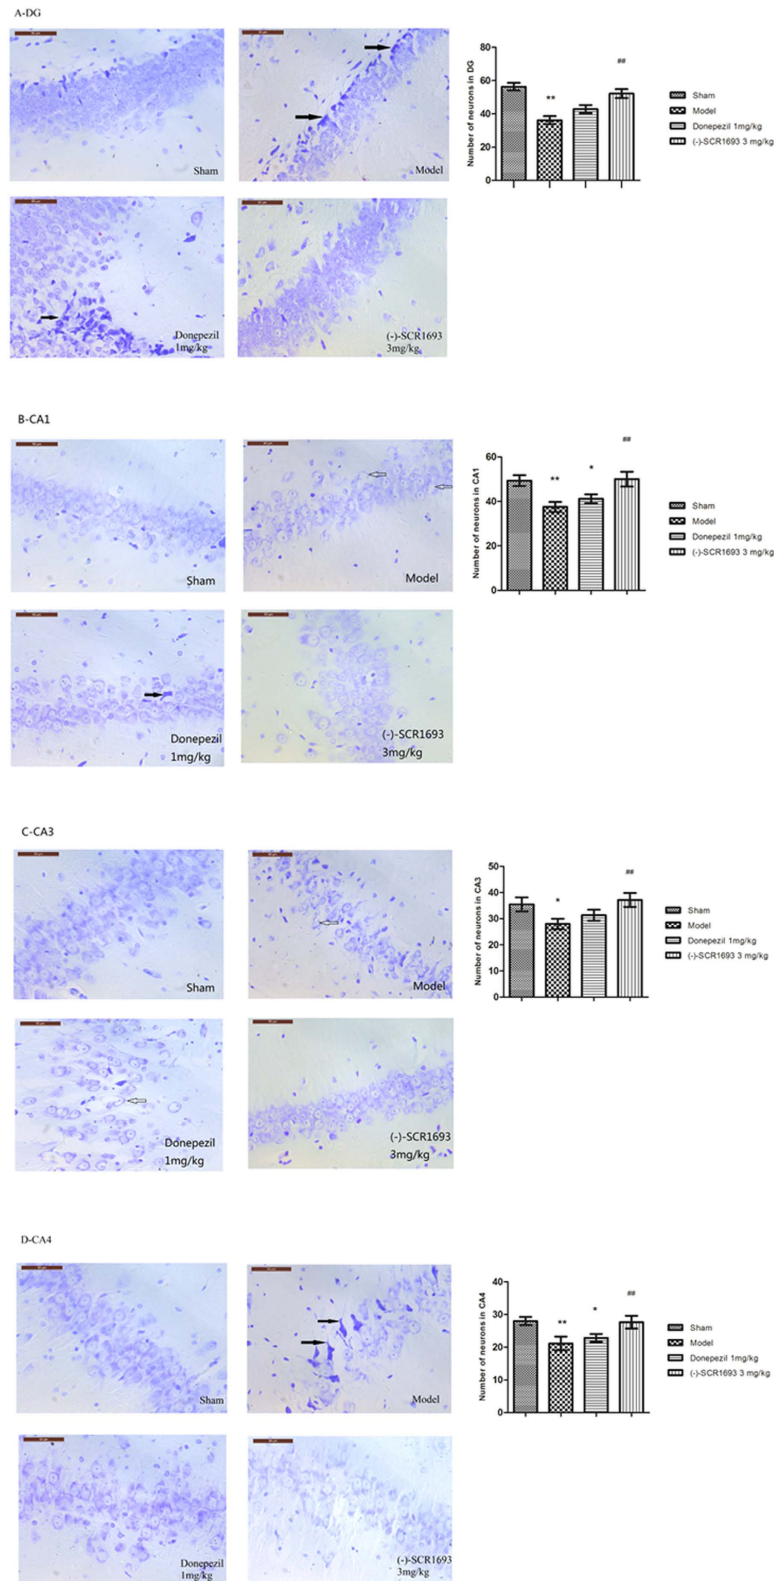 A-DG
Sham
Model
Donepezil
1mg/kg
(-)-SCR1693
3mg/kg
Number of neurons in DG
80
60
40
20
0
**
##
Sham
Model
Donepezil 1mg/kg
(-)-SCR1693 3 mg/kg
B-CA1
Sham
Model
Donepezil
1mg/kg
(-)-SCR1693
3mg/kg
Number of neurons in CA1
60
40
20
0
**
*
##
Sham
Model
Donepezil 1mg/kg
(-)-SCR1693 3 mg/kg
C-CA3
Sham
Model
Donepezil
1mg/kg
(-)-SCR1693
3mg/kg
Number of neurons in CA3
50
40
30
20
10
0
*
##
Sham
Model
Donepezil 1mg/kg
(-)-SCR1693 3 mg/kg
D-CA4
Sham
Model
Donepezil
1mg/kg
(-)-SCR1693
3mg/kg
Number of neurons in CA4
40
30
20
10
0
**
*
##
Sham
Model
Donepezil 1mg/kg
(-)-SCR1693 3 mg/kg